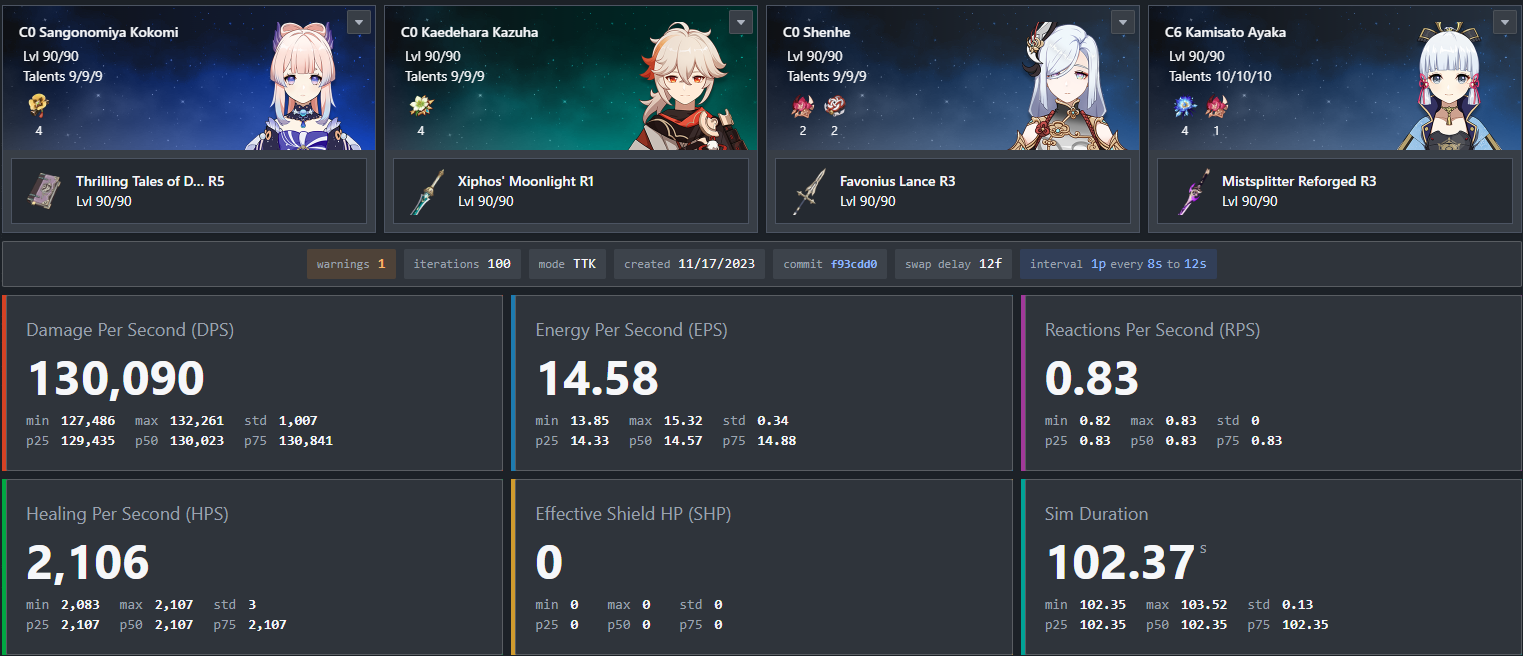 C0 Sangonomiya Kokomi
Lvl 90/90
Talents 9/9/9
4
Thrilling Tales of D... R5
Lvl 90/90
C0 Kaedehara Kazuha
Lvl 90/90
Talents 9/9/9
4
Xiphos' Moonlight R1
Lvl 90/90
C0 Shenhe
Lvl 90/90
Talents 9/9/9
2 2
Favonius Lance R3
Lvl 90/90
C6 Kamisato Ayaka
Lvl 90/90
Talents 10/10/10
4 1
Mistsplitter Reforged R3
Lvl 90/90
warnings 1 iterations 100 mode TTK created 11/17/2023 commit f93cdd0 swap delay 12f interval 1p every 8s to 12s
Damage Per Second (DPS)
130,090
min 127,486 max 132,261 std 1,007
p25 129,435 p50 130,023 p75 130,841
Energy Per Second (EPS)
14.58
min 13.85 max 15.32 std 0.34
p25 14.33 p50 14.57 p75 14.88
Reactions Per Second (RPS)
0.83
min 0.82 max 0.83 std 0
p25 0.83 p50 0.83 p75 0.83
Healing Per Second (HPS)
2,106
min 2,083 max 2,107 std 3
p25 2,107 p50 2,107 p75 2,107
Effective Shield HP (SHP)
0
min 0 max 0 std 0
p25 0 p50 0 p75 0
Sim Duration
102.37 s
min 102.35 max 103.52 std 0.13
p25 102.35 p50 102.35 p75 102.35